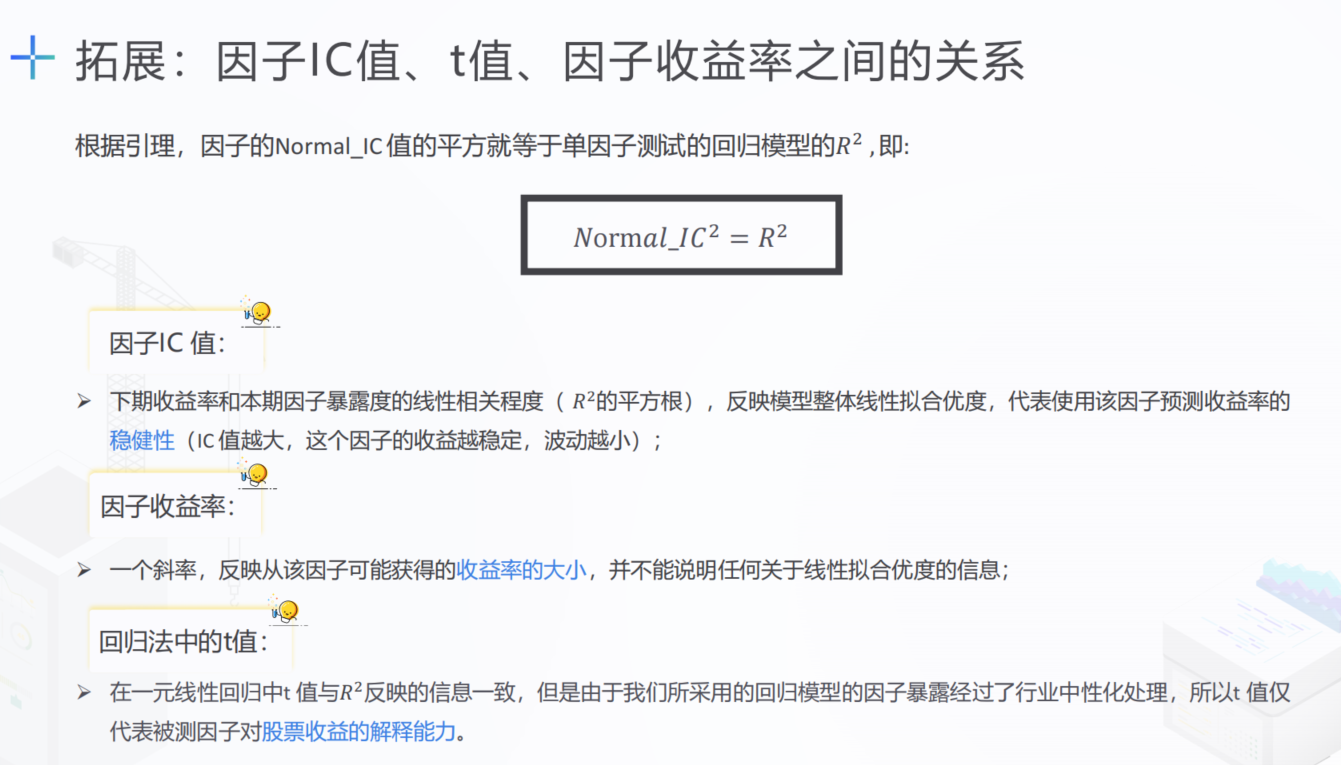 拓展：因子IC值、t值、因子收益率之间的关系
根据引理，因子的Normal_IC 值的平方就等于单因子测试的回归模型的R² ,即:
Normal_IC² = R²
因子IC 值：
➢ 下期收益率和本期因子暴露度的线性相关程度（ R²的平方根），反映模型整体线性拟合优度，代表使用该因子预测收益率的
稳健性（IC 值越大，这个因子的收益越稳定，波动越小）；
因子收益率：
➢ 一个斜率，反映从该因子可能获得的收益率的大小，并不能说明任何关于线性拟合优度的信息；
回归法中的t值：
➢ 在一元线性回归中t 值与R²反映的信息一致，但是由于我们所采用的回归模型的因子暴露经过了行业中性化处理，所以t 值仅
代表被测因子对股票收益的解释能力。